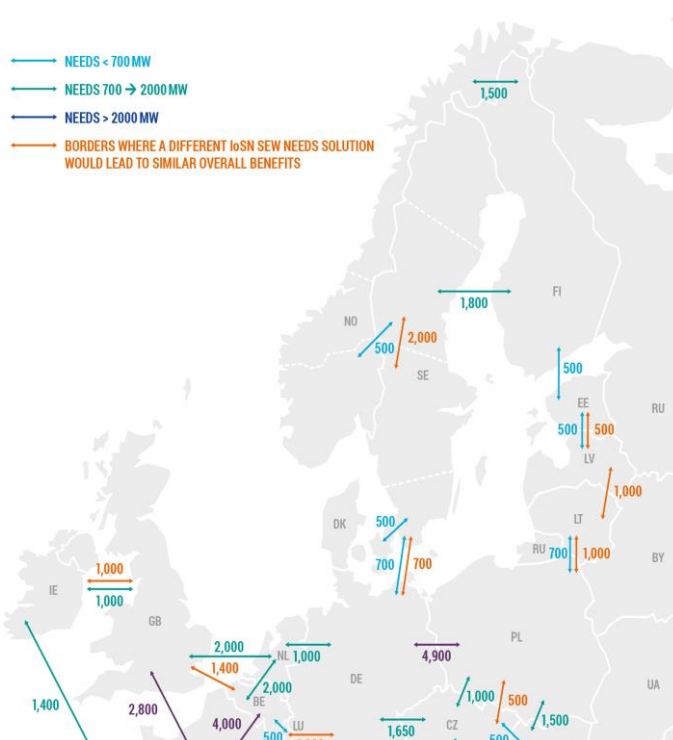 NEEDS < 700 MW
NEEDS 700 → 2000 MW
NEEDS > 2000 MW
BORDERS WHERE A DIFFERENT IoSN SEW NEEDS SOLUTION
WOULD LEAD TO SIMILAR OVERALL BENEFITS
1,500
1,800
FI
NO
500
2,000
SE
500
EE
RU
500
500
LV
1,000
LT
DK
500
RU
700
1,000
BY
700
700
1,000
1,000
IE
GB
PL
2,000
NL
1,000
4,900
1,400
DE
2,000
UA
BE
1,000
500
1,400
2,800
4,000
LU
500
1,650
CZ
1,500
500